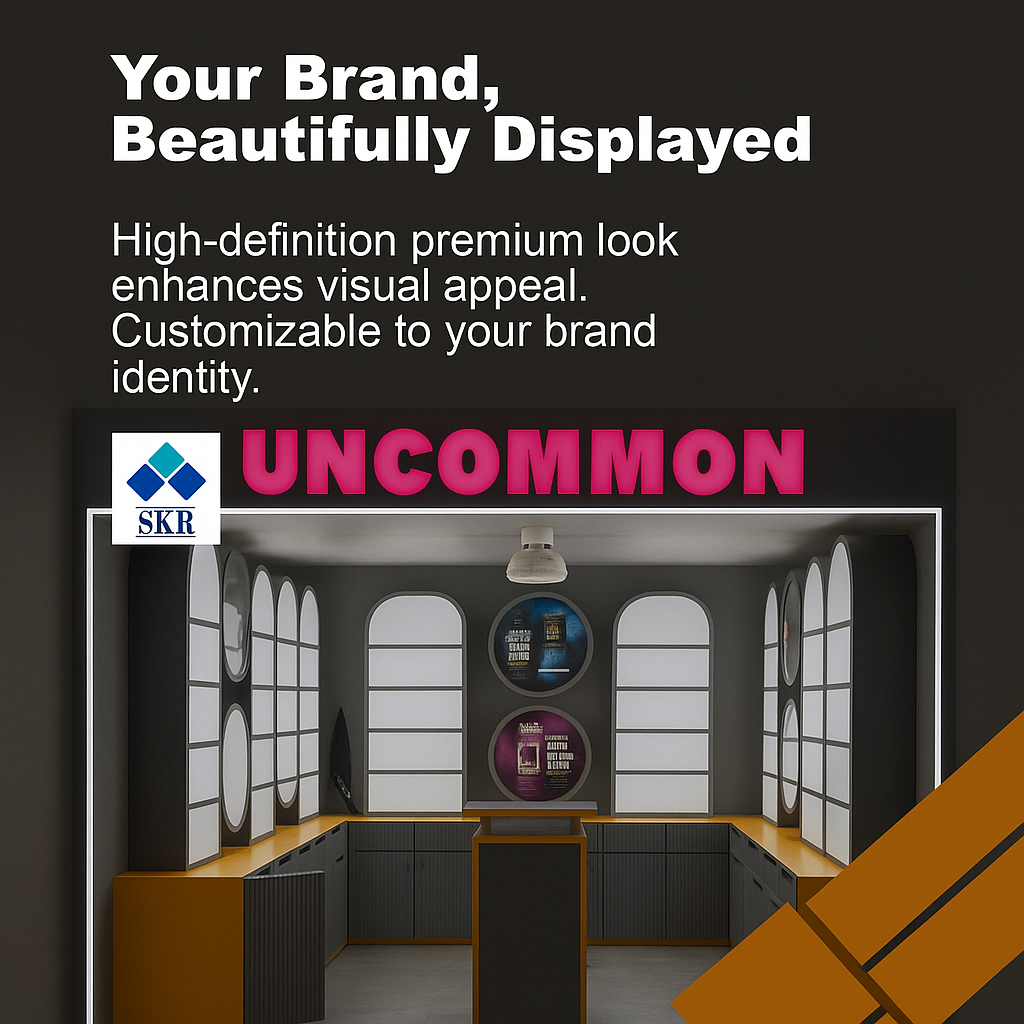 Your Brand,
Beautifully Displayed
High-definition premium look
enhances visual appeal.
Customizable to your brand
identity.
UNCOMMON
SKR